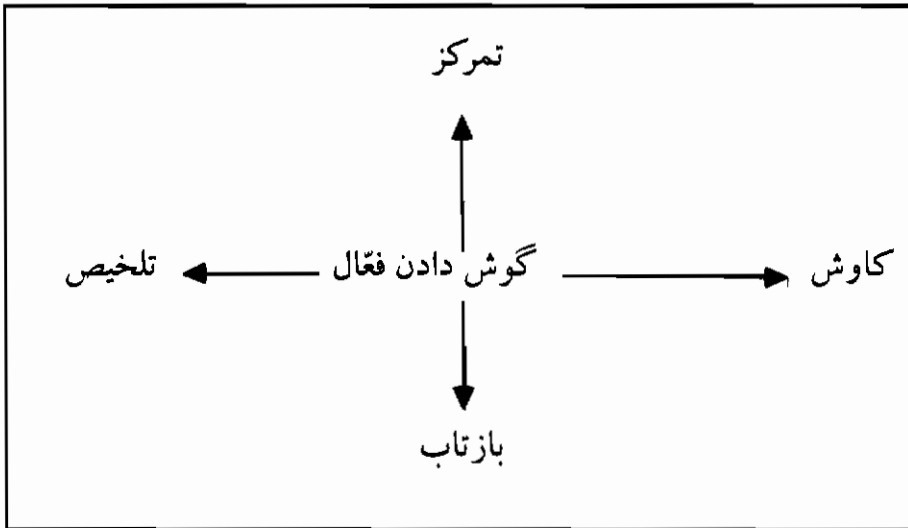 تمرکز
کاوش
گوش دادن فعّال
تلخیص
بازتاب